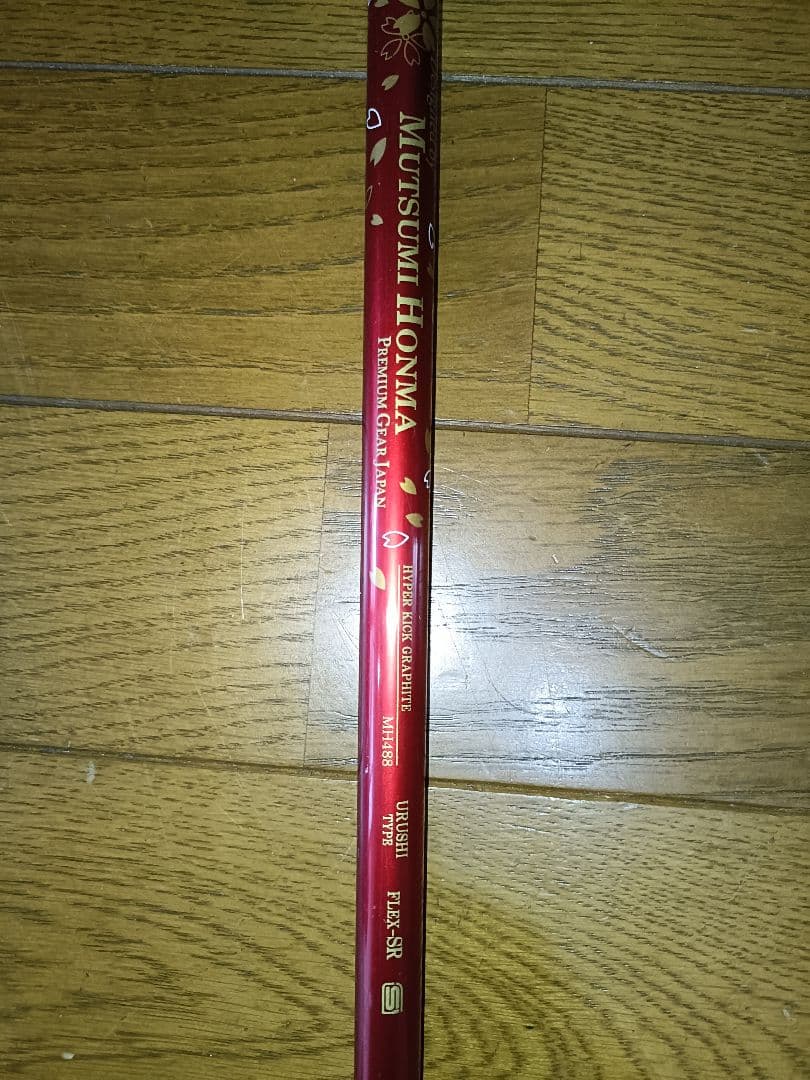 MUTSUMI HONMA
PREMIUM GEAR JAPAN
HYPER KICK GRAPHITE
MH488
URUSHI
TYPE
FLEX-SR